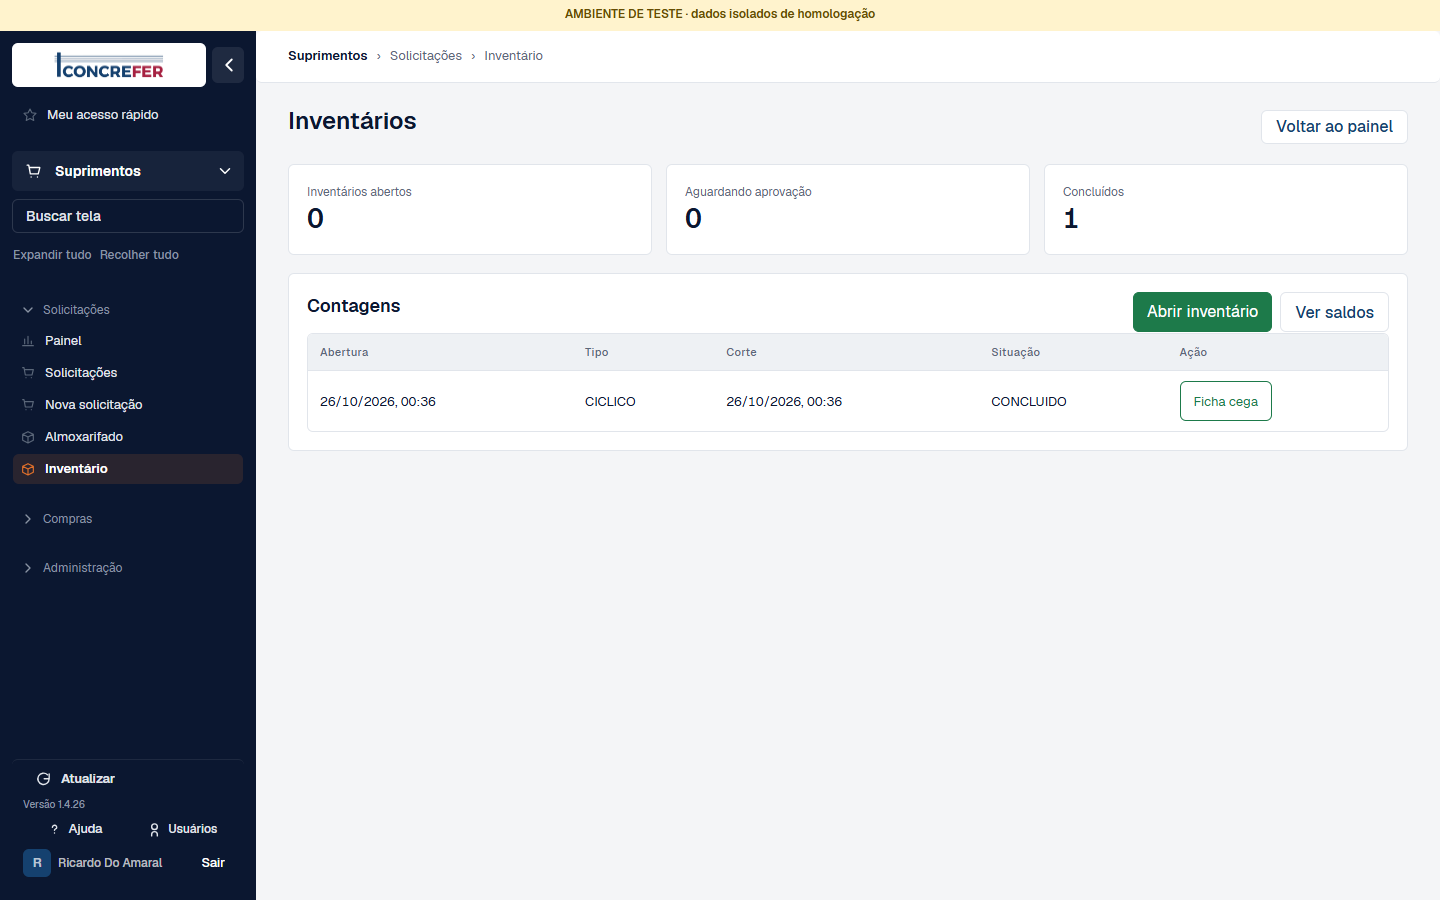 AMBIENTE DE TESTE · dados isolados de homologação
CONCREFER
Meu acesso rápido
Suprimentos
Buscar tela
Expandir tudo Recolher tudo
Solicitações
Painel
Solicitações
Nova solicitação
Almoxarifado
Inventário
Compras
Administração
Atualizar
Versão 1.4.26
? Ajuda Usuários
R Ricardo Do Amaral Sair
Suprimentos › Solicitações › Inventário
Inventários
Voltar ao painel
Inventários abertos
0
Aguardando aprovação
0
Concluídos
1
Contagens
Abrir inventário Ver saldos
Abertura Tipo Corte Situação Ação
26/10/2026, 00:36 CICLICO 26/10/2026, 00:36 CONCLUIDO Ficha cega